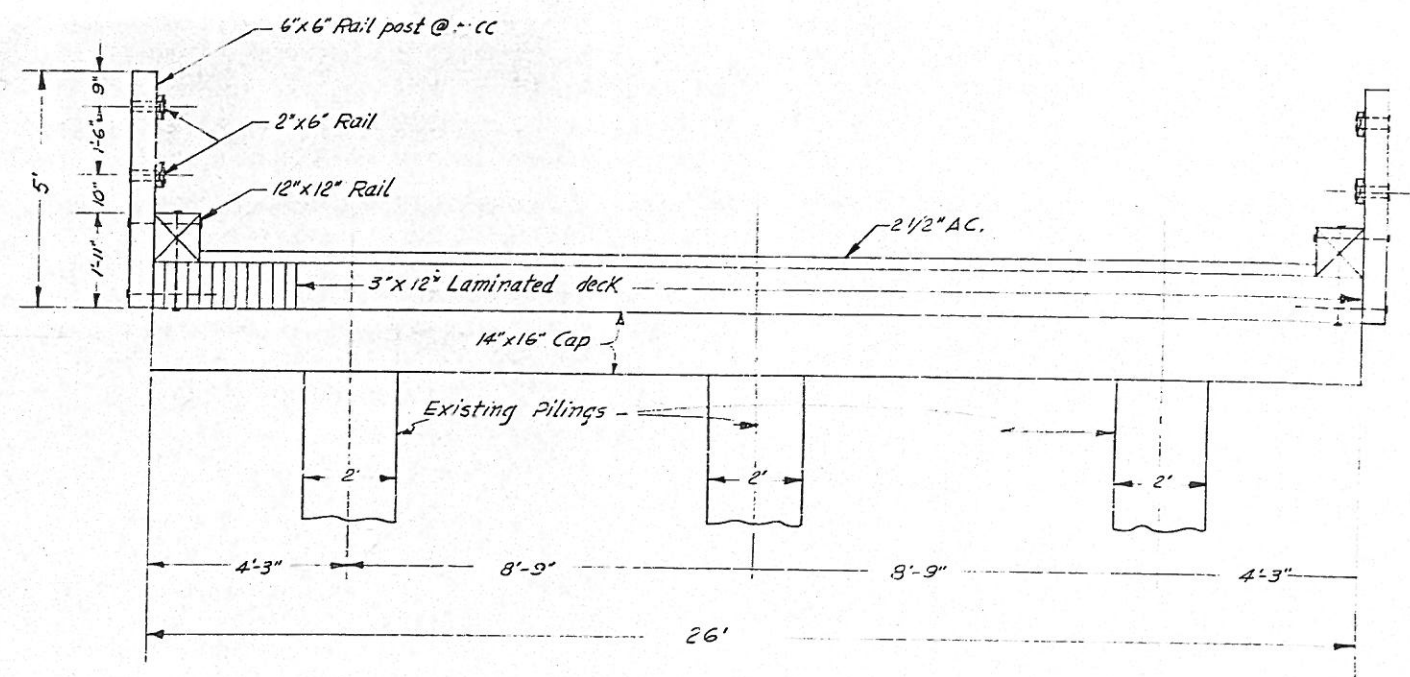 6"x6" Rail post @ CC
9"
2"x6" Rail
1'-6"
5'
10"
12"x12" Rail
1'-11"
2 1/2" AC.
3"x12" Laminated deck
14"x16" Cap
Existing Pilings
2'
2'
2'
4'-3"
8'-9"
8'-9"
4'-3"
26'